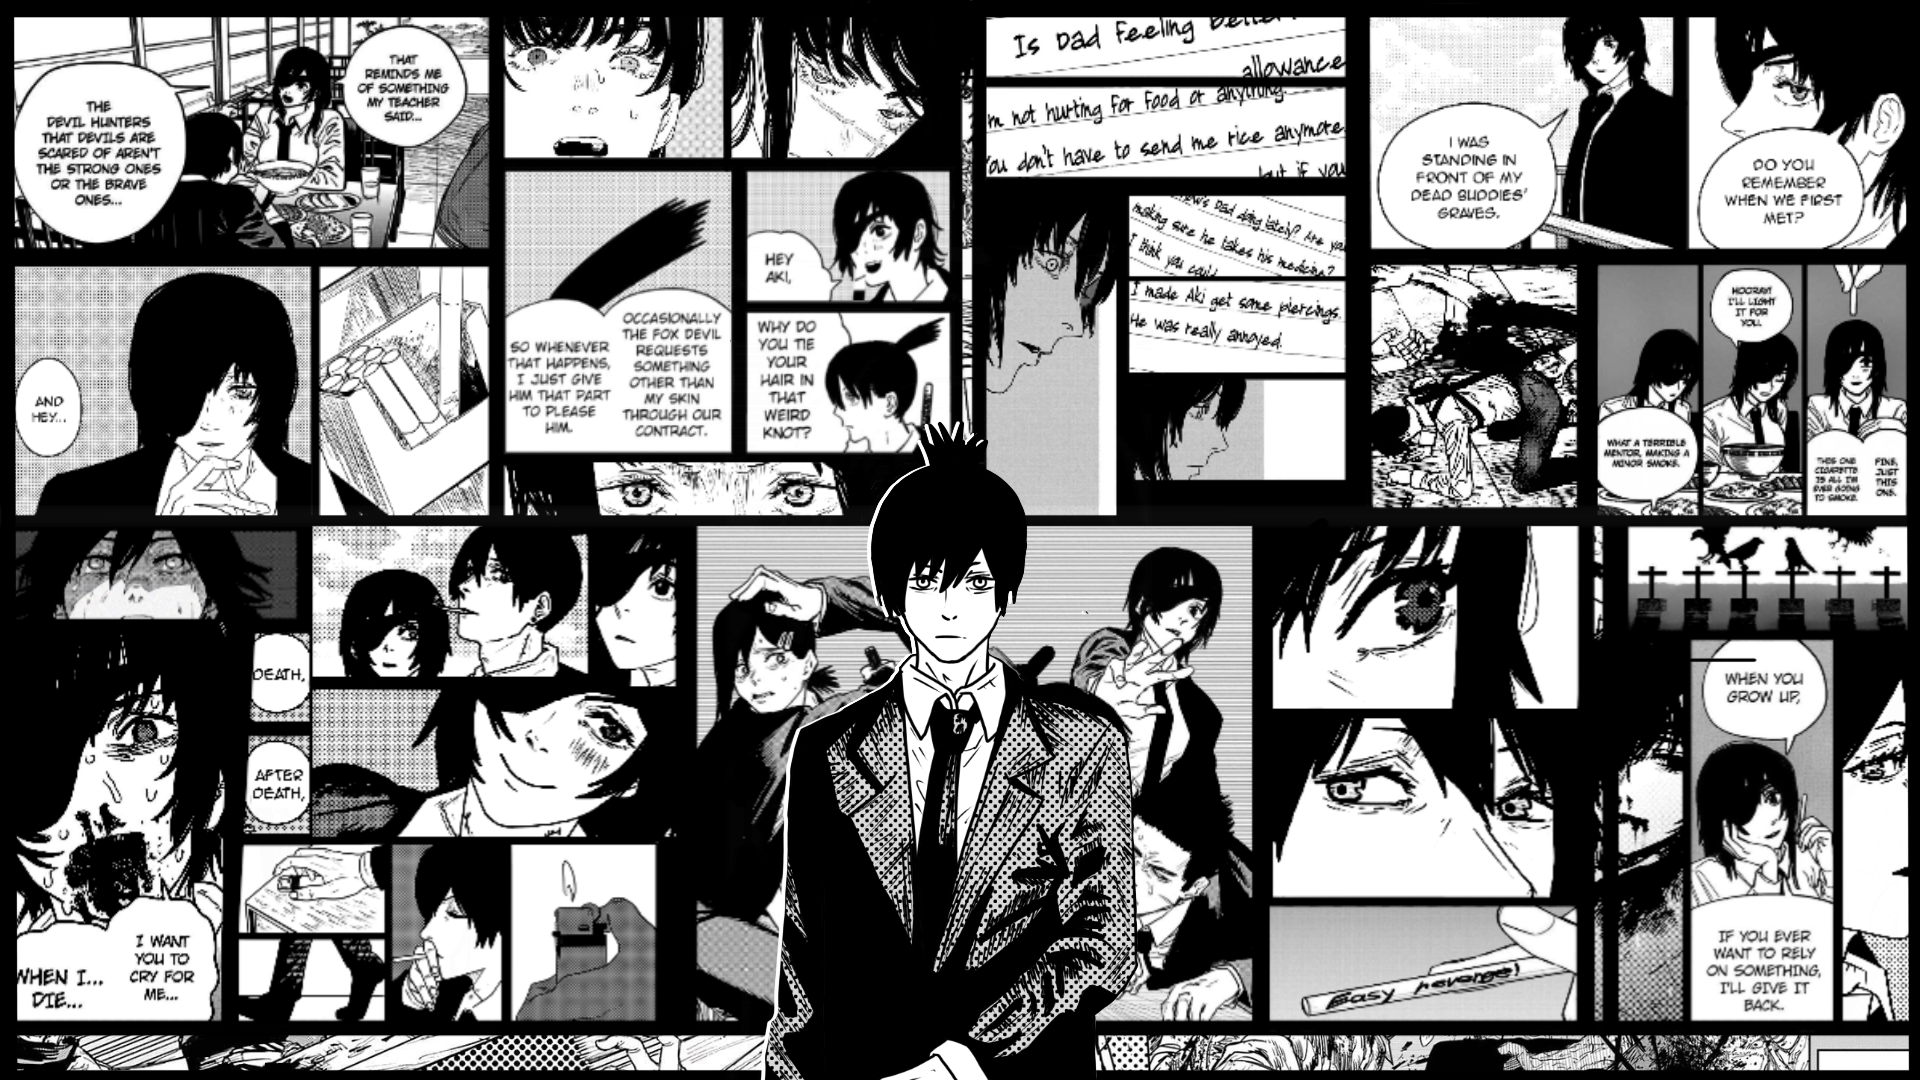 THE
DEVIL HUNTERS
THAT DEVILS ARE
SCARED OF AREN'T
THE STRONG ONES
OR THE BRAVE
ONES...
THAT
REMINDS ME
OF SOMETHING
MY TEACHER
SAID...
AND
HEY...
SO WHENEVER
THAT HAPPENS,
I JUST GIVE
HIM THAT PART
TO PLEASE
HIM.
OCCASIONALLY
THE FOX DEVIL
REQUESTS
SOMETHING
OTHER THAN
MY SKIN
THROUGH OUR
CONTRACT.
HEY
AKI,
WHY DO
YOU TIE
YOUR
HAIR IN
THAT
WEIRD
KNOT?
Is Dad feeling better?
allowance
m not hurting for food or anything.
ou don't have to send me rice anymore.
but if you
ow's Dad doing lately? Are you
making sure he takes his medicine?
I think you could
I made Aki get some piercings.
He was really annoyed.
I WAS
STANDING IN
FRONT OF MY
DEAD BUDDIES'
GRAVES.
DO YOU
REMEMBER
WHEN WE FIRST
MET?
WHAT A TERRIBLE
MENTOR, MAKING A
MINOR SMOKE.
HOORAY!
I'LL LIGHT
IT FOR
YOU.
THIS ONE
CIGARETTE
IS ALL I'M
EVER GOING
TO SMOKE.
FINE,
JUST
THIS
ONE.
DEATH,
AFTER
DEATH,
WHEN I...
DIE...
I WANT
YOU TO
CRY FOR
ME...
Easy revenge!
WHEN YOU
GROW UP,
IF YOU EVER
WANT TO RELY
ON SOMETHING,
I'LL GIVE IT
BACK.